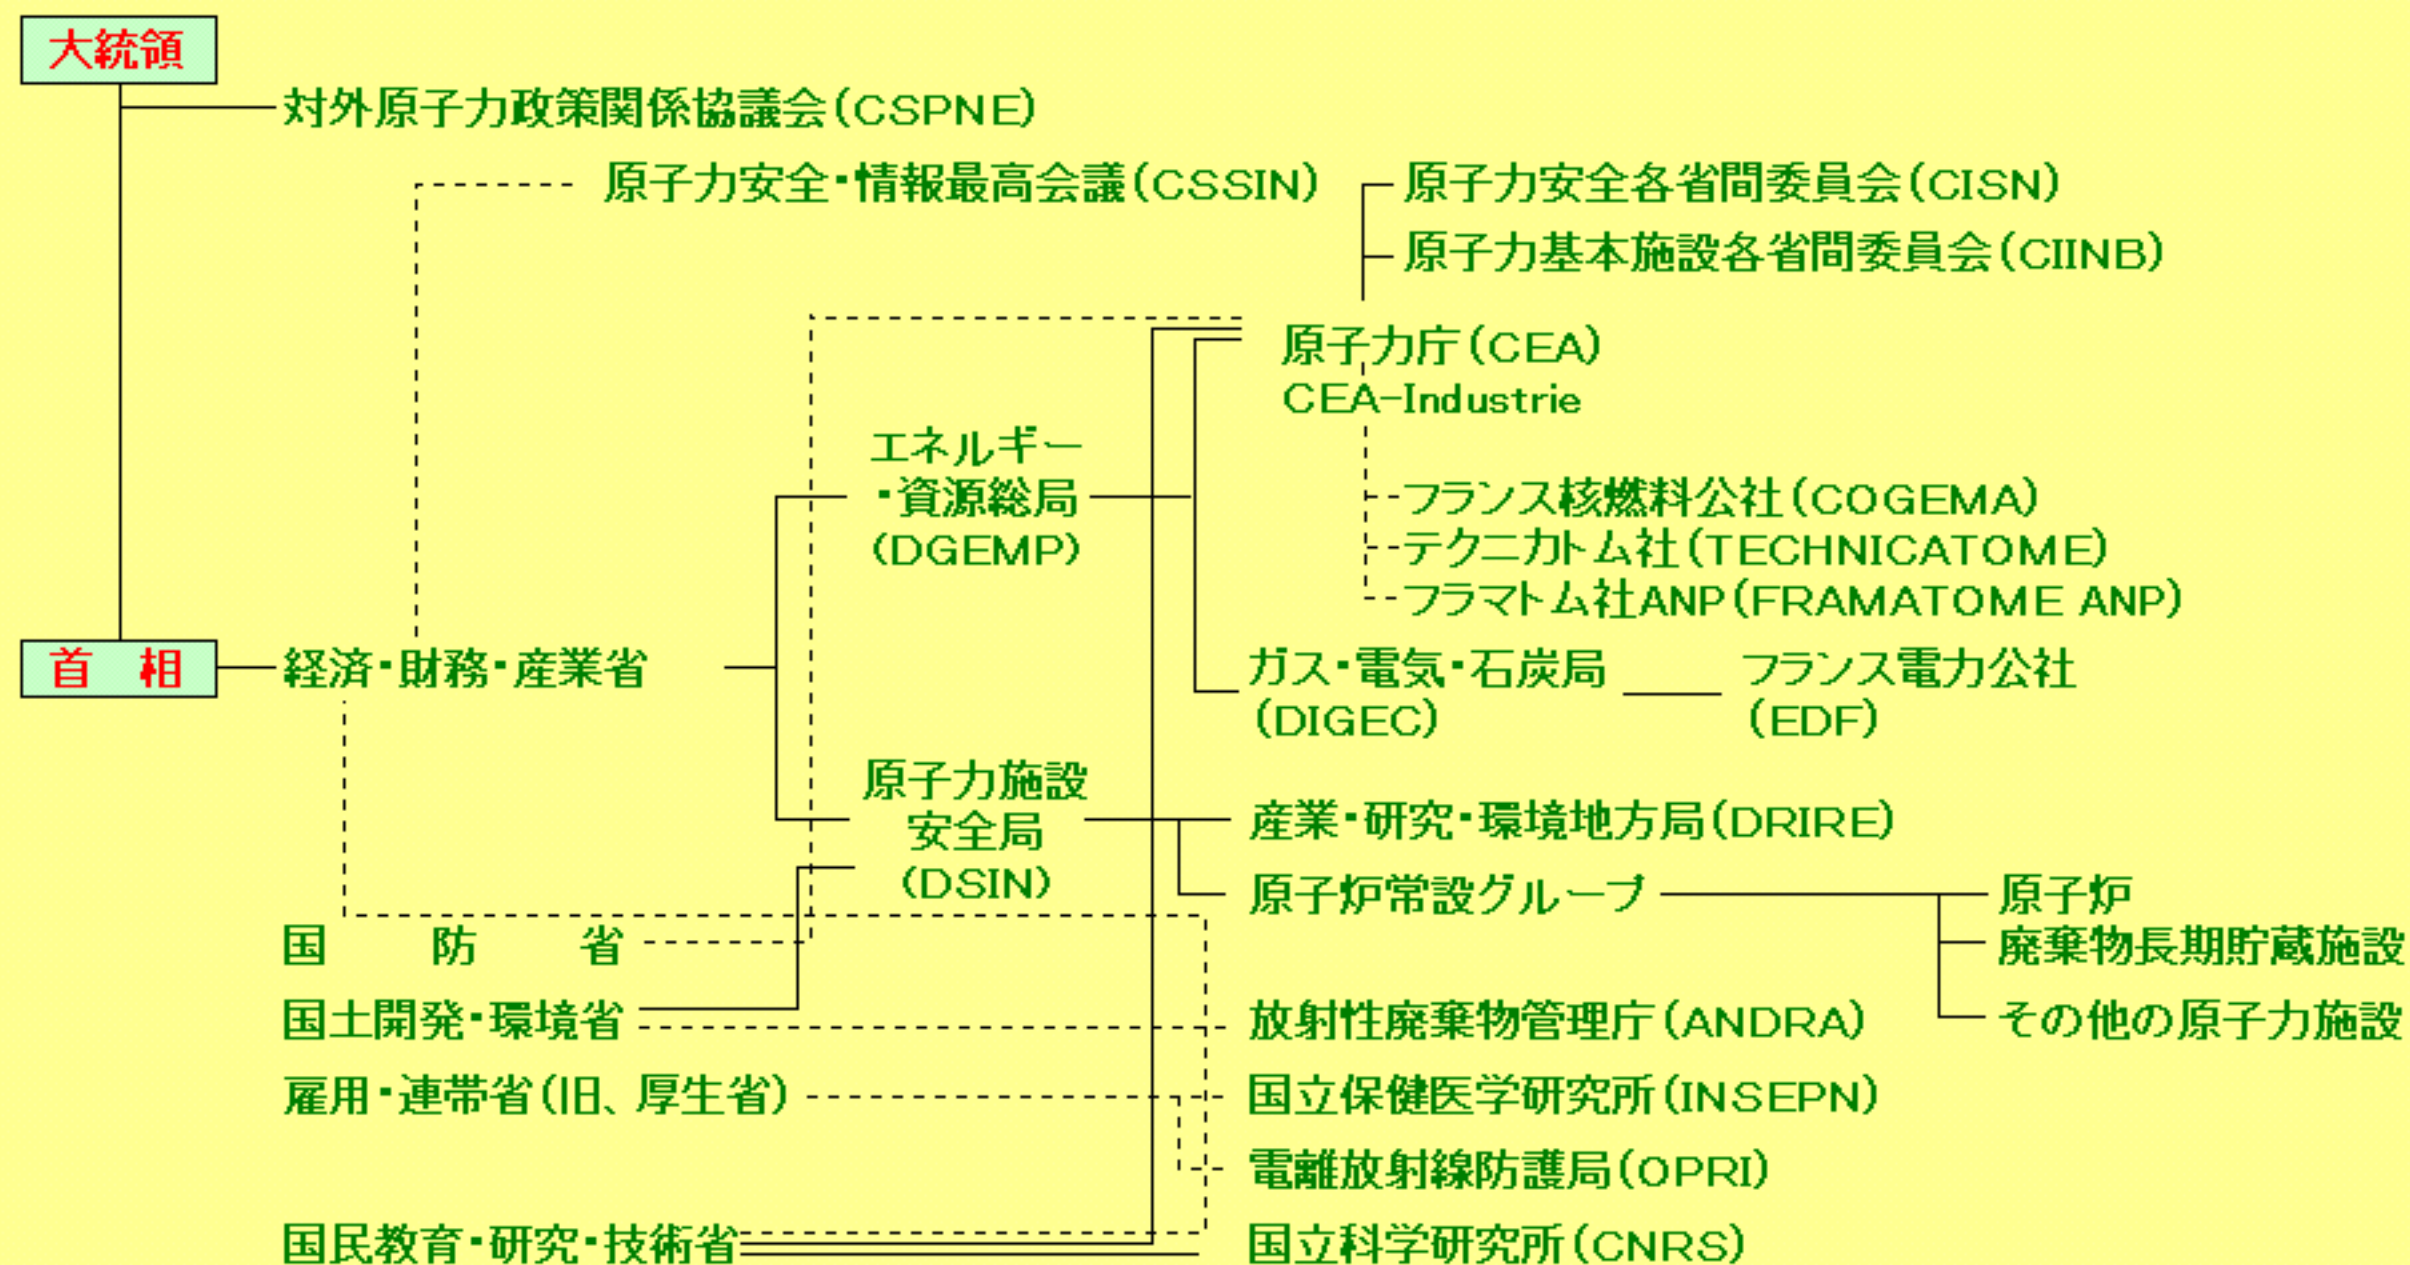 大統領
対外原子力政策関係協議会(CSPNE)
原子力安全・情報最高会議(CSSIN)
原子力安全各省間委員会(CISN)
原子力基本施設各省間委員会(CIINB)
原子力庁(CEA)
CEA-Industrie
エネルギー
・資源総局
(DGEMP)
フランス核燃料公社(COGEMA)
テクニカトム社(TECHNICATOME)
フラマトム社ANP(FRAMATOME ANP)
首 相
経済・財務・産業省
ガス・電気・石炭局
(DIGEC)
フランス電力公社
(EDF)
原子力施設
安全局
(DSIN)
産業・研究・環境地方局(DRIRE)
原子炉常設グループ
原子炉
国 防 省
廃棄物長期貯蔵施設
国土開発・環境省
放射性廃棄物管理庁(ANDRA)
その他の原子力施設
雇用・連帯省(旧、厚生省)
国立保健医学研究所(INSEPN)
電離放射線防護局(OPRI)
国民教育・研究・技術省
国立科学研究所(CNRS)